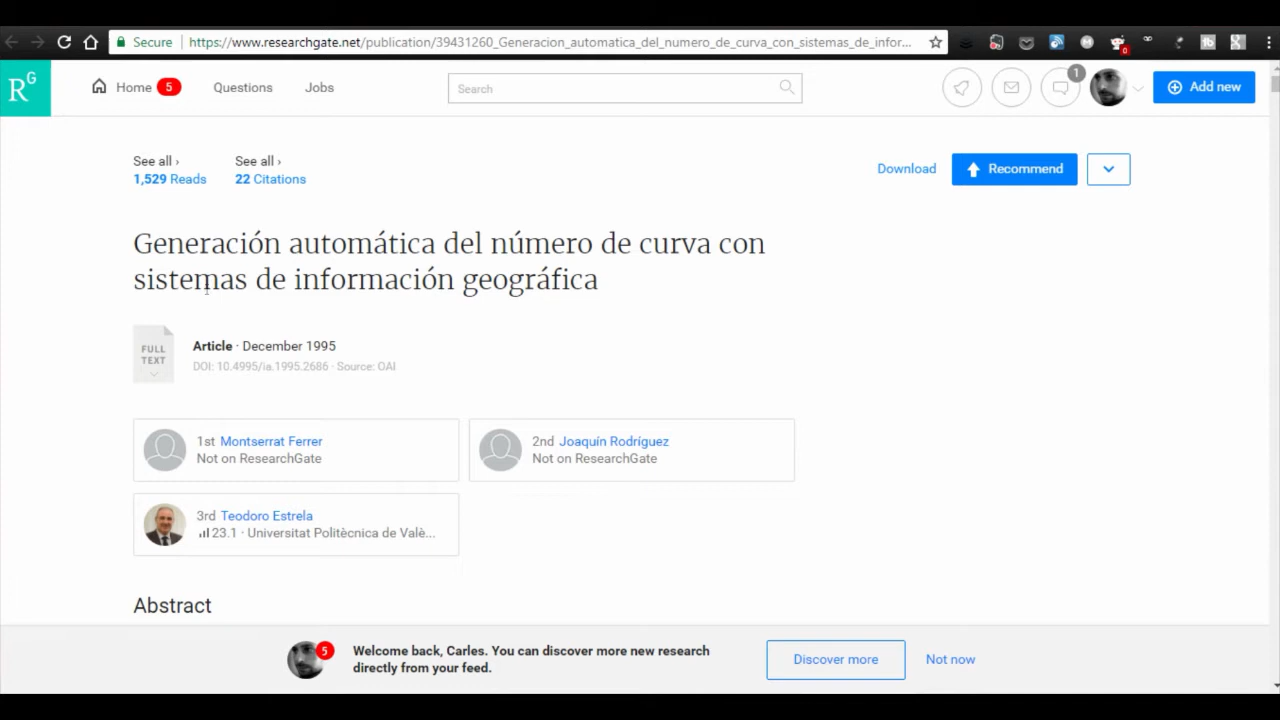 Secure
https://www.researchgate.net/publication/39431260_Generacion_automatica_del_numero_de_curva_con_sistemas_de_infor...
0
RG
Home 5 Questions Jobs
Search
1
Add new
See all ›
1,529 Reads
See all ›
22 Citations
Download
Recommend
Generación automática del número de curva con
sistemas de información geográfica
FULL
TEXT
Article · December 1995
DOI: 10.4995/ia.1995.2686 · Source: OAI
1st Montserrat Ferrer
Not on ResearchGate
2nd Joaquín Rodríguez
Not on ResearchGate
3rd Teodoro Estrela
23.1 · Universitat Politècnica de Valè...
Abstract
5
Welcome back, Carles. You can discover more new research
directly from your feed.
Discover more
Not now